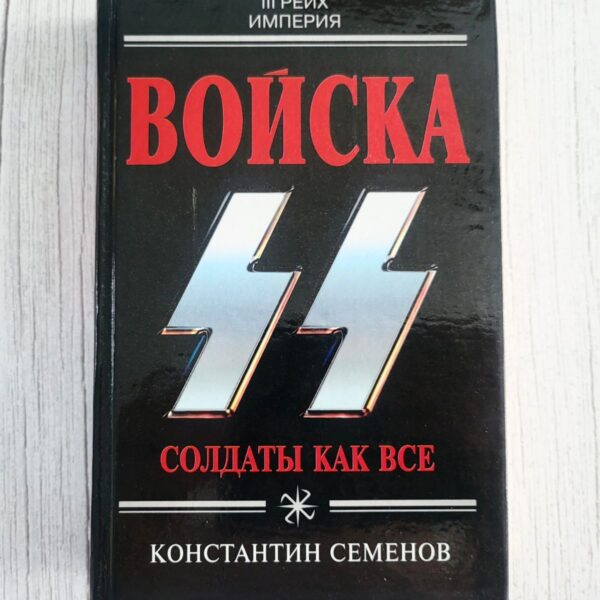 III РЕЙХ
ИМПЕРИЯ
ВОЙСКА
СОЛДАТЫ КАК ВСЕ
КОНСТАНТИН СЕМЕНОВ